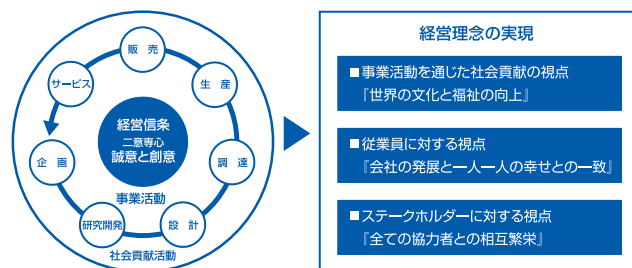 販売
サービス
生産
経営信条
二意専心
誠意と創意
企画
調達
事業活動
研究開発
設計
社会貢献活動
経営理念の実現
■事業活動を通じた社会貢献の視点
『世界の文化と福祉の向上』
■従業員に対する視点
『会社の発展と一人一人の幸せとの一致』
■ステークホルダーに対する視点
『全ての協力者との相互繁栄』